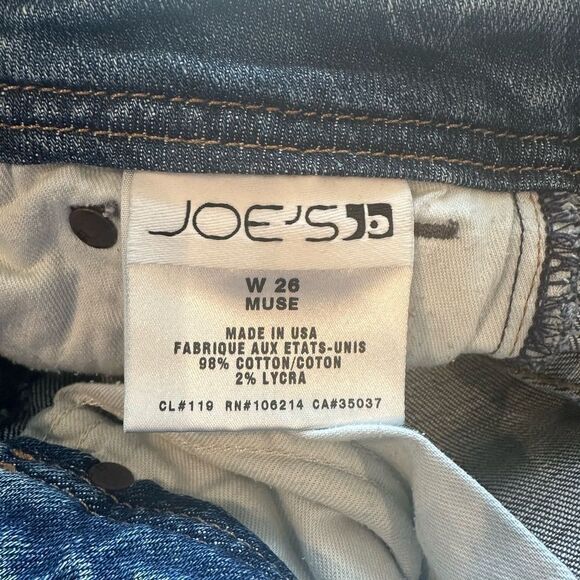 JOE'S
W 26
MUSE
MADE IN USA
FABRIQUE AUX ETATS-UNIS
98% COTTON/COTON
2% LYCRA
CL#119 RN#106214 CA#35037